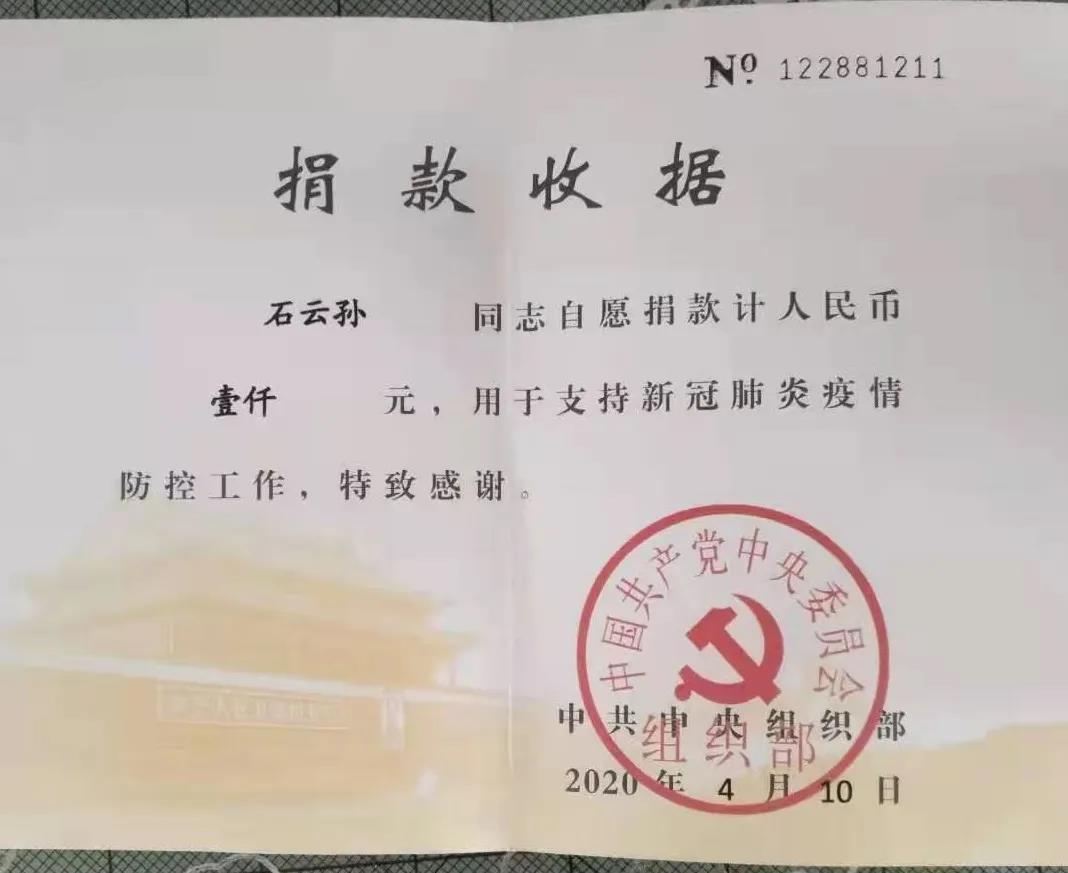 Nº 122881211
捐款收据
石云孙 同志自愿捐款计人民币
壹仟 元，用于支持新冠肺炎疫情
防控工作，特致感谢。
中国共产党中央委员会
组织部
中共中央组织部
2020年4月10日